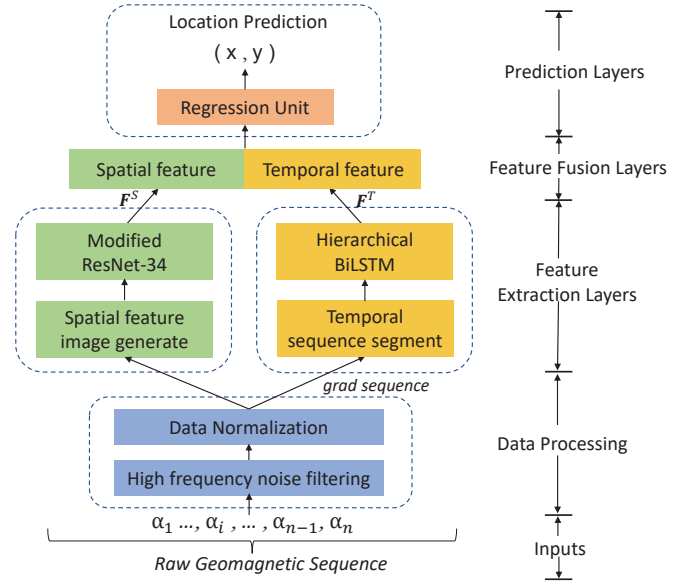 Location Prediction
( x , y )
Regression Unit
Prediction Layers
Spatial feature
Temporal feature
Feature Fusion Layers
F^S
F^T
Modified
ResNet-34
Hierarchical
BiLSTM
Feature
Extraction Layers
Spatial feature
image generate
Temporal
sequence segment
grad sequence
Data Normalization
Data Processing
High frequency noise filtering
α₁ ..., αᵢ , ... , αₙ₋₁, αₙ
Raw Geomagnetic Sequence
Inputs